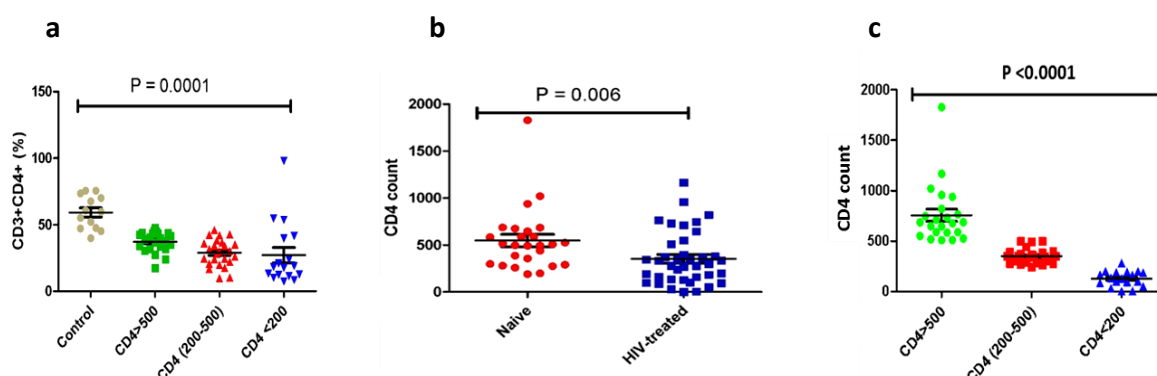 a
P = 0.0001
CD3+CD4+ (%)
150
100
50
0
Control
CD4>500
CD4 (200-500)
CD4 <200
b
P = 0.006
CD4 count
2000
1500
1000
500
0
Naive
HIV-treated
c
P <0.0001
CD4 count
2000
1500
1000
500
0
CD4>500
CD4 (200-500)
CD4<200